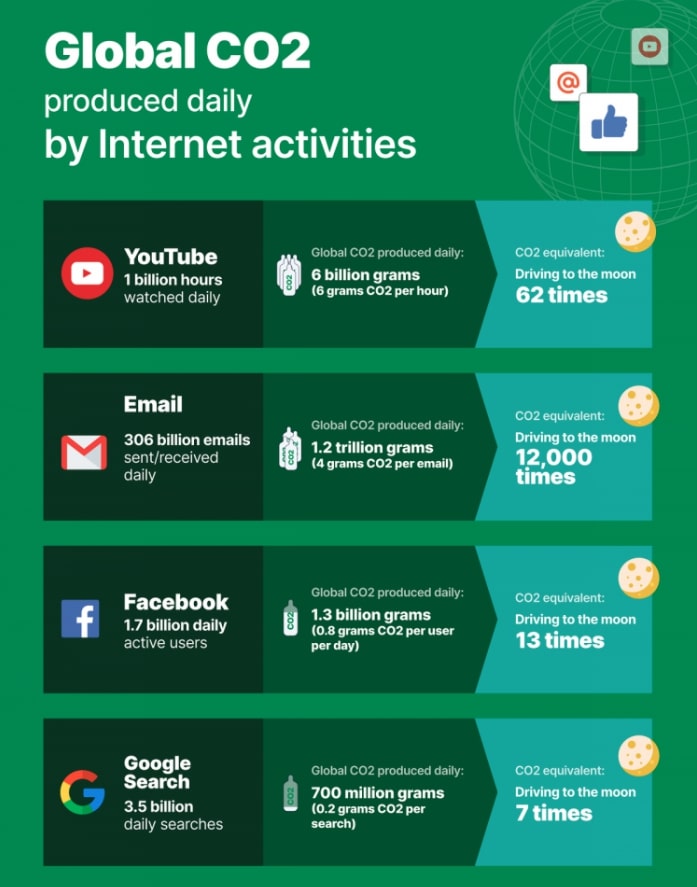 Global CO2
produced daily
by Internet activities
@
YouTube
1 billion hours
watched daily
CO2
Global CO2 produced daily:
6 billion grams
(6 grams CO2 per hour)
CO2 equivalent:
Driving to the moon
62 times
Email
306 billion emails
sent/received
daily
CO2
Global CO2 produced daily:
1.2 trillion grams
(4 grams CO2 per email)
CO2 equivalent:
Driving to the moon
12,000
times
f
Facebook
1.7 billion daily
active users
CO2
Global CO2 produced daily:
1.3 billion grams
(0.8 grams CO2 per user
per day)
CO2 equivalent:
Driving to the moon
13 times
G
Google
Search
3.5 billion
daily searches
CO2
Global CO2 produced daily:
700 million grams
(0.2 grams CO2 per
search)
CO2 equivalent:
Driving to the moon
7 times